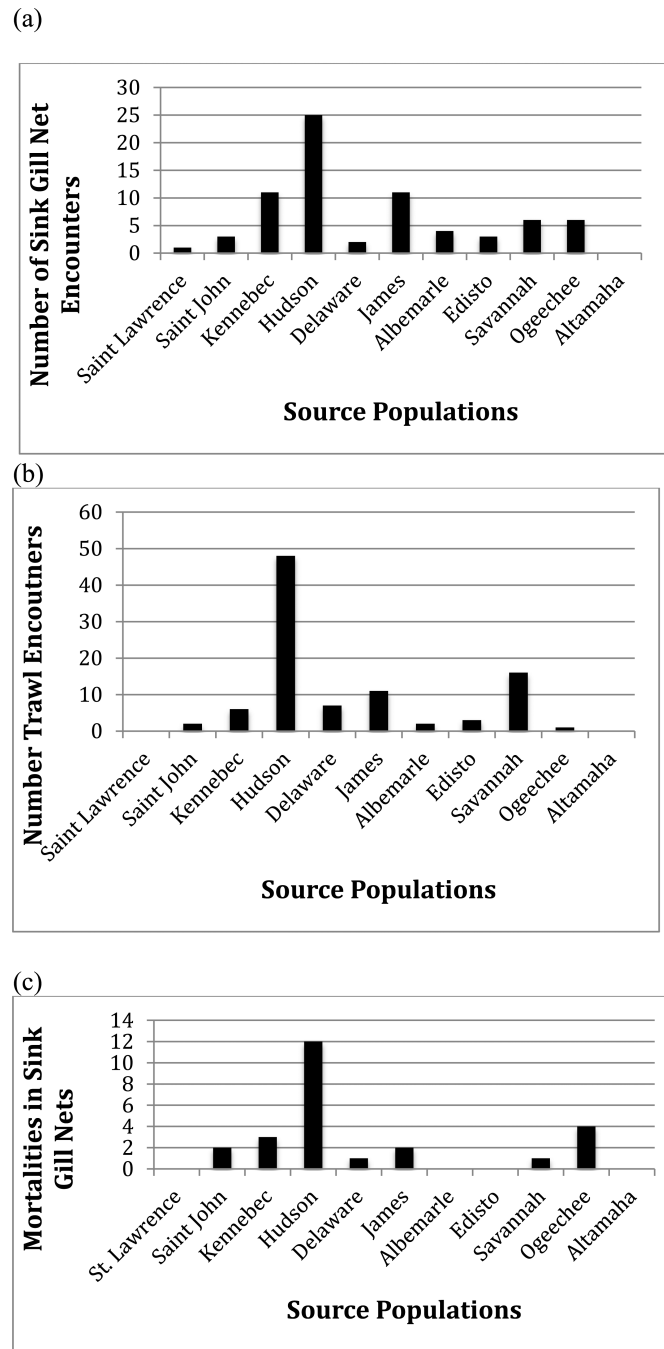 (a)
30
25
20
15
10
5
0
Number of Sink Gill Net
Encounters
Saint Lawrence
Saint John
Kennebec
Hudson
Delaware
James
Albemarle
Edisto
Savannah
Ogeechee
Altamaha
Source Populations
(b)
60
50
40
30
20
10
0
Number Trawl Encoutners
Saint Lawrence
Saint John
Kennebec
Hudson
Delaware
James
Albemarle
Edisto
Savannah
Ogeechee
Altamaha
Source Populations
(c)
14
12
10
8
6
4
2
0
Mortalities in Sink
Gill Nets
St. Lawrence
Saint John
Kennebec
Hudson
Delaware
James
Albemarle
Edisto
Savannah
Ogeechee
Altamaha
Source Populations